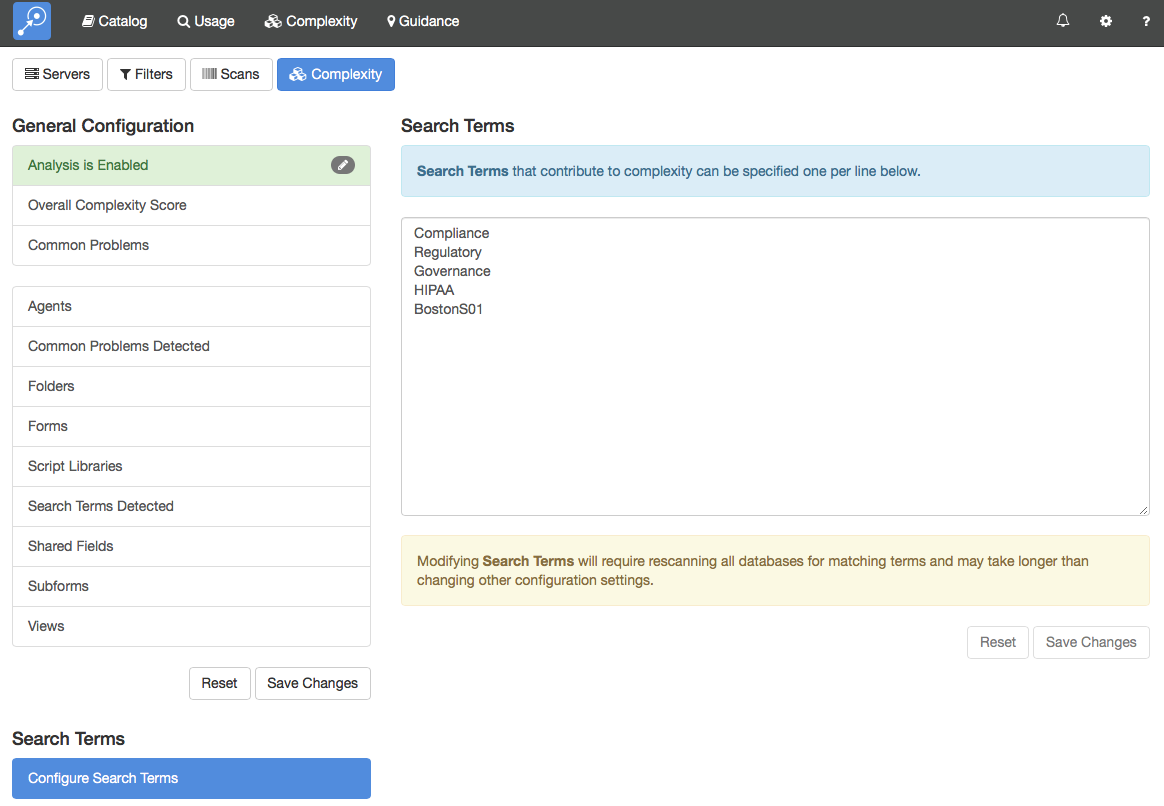 Catalog
Usage
Complexity
Guidance
?
Servers
Filters
Scans
Complexity
General Configuration
Analysis is Enabled
Overall Complexity Score
Common Problems
Agents
Common Problems Detected
Folders
Forms
Script Libraries
Search Terms Detected
Shared Fields
Subforms
Views
Reset
Save Changes
Search Terms
Configure Search Terms
Search Terms
Search Terms that contribute to complexity can be specified one per line below.
Compliance
Regulatory
Governance
HIPAA
BostonS01
Modifying Search Terms will require rescanning all databases for matching terms and may take longer than
changing other configuration settings.
Reset
Save Changes